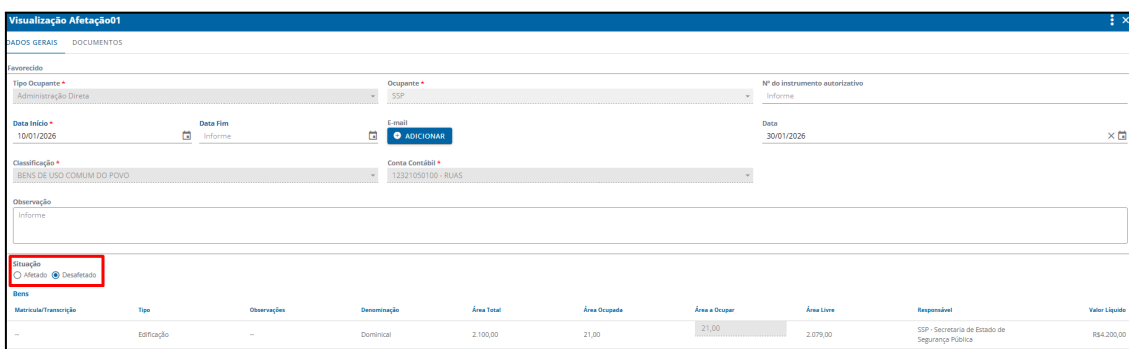 Visualização Afetação01
DADOS GERAIS DOCUMENTOS
Favorecido
Tipo Ocupante * Ocupante * Nº do instrumento autorizativo
Administração Direta SSP Informe
Data Início * Data Fim E-mail Data
10/01/2026 Informe ADICIONAR 30/01/2026
Classificação * Conta Contábil *
BENS DE USO COMUM DO POVO 12321050100 - RUAS
Observação
Informe
Situação
Afetado Desafetado
Bens
Matrícula/Transcrição Tipo Observações Denominação Área Total Área Ocupada Área a Ocupar Área Livre Responsável Valor Líquido
-- Edificação -- Dominical 2.100,00 21,00 21,00 2.079,00 SSP - Secretaria de Estado de Segurança Pública R$4.200,00